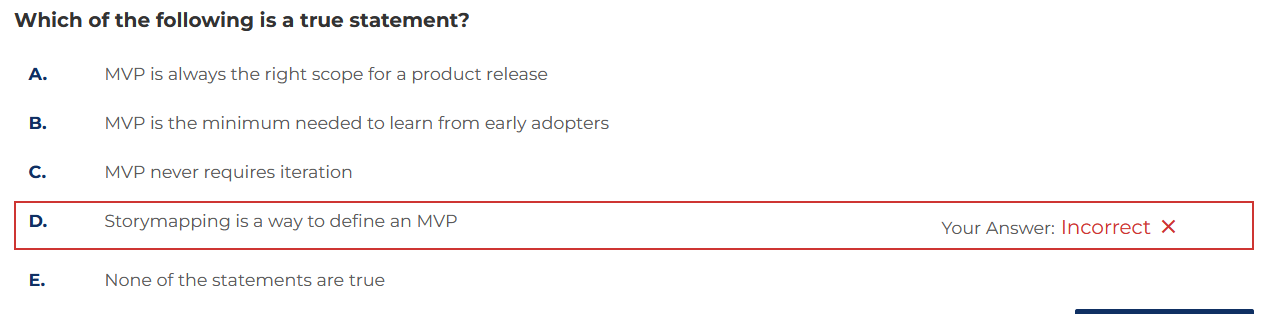 Which of the following is a true statement?
A. MVP is always the right scope for a product release
B. MVP is the minimum needed to learn from early adopters
C. MVP never requires iteration
D. Storymapping is a way to define an MVP Your Answer: Incorrect ✕
E. None of the statements are true